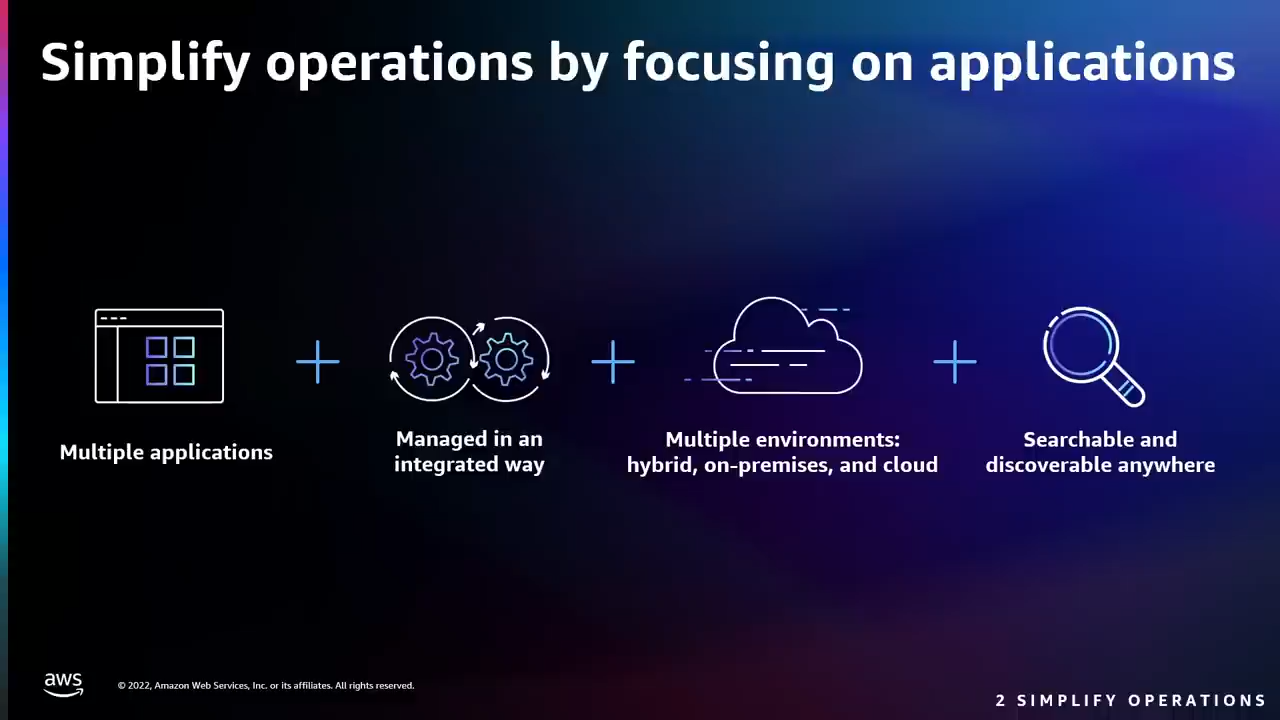 Simplify operations by focusing on applications
Multiple applications
Managed in an
integrated way
Multiple environments:
hybrid, on-premises, and cloud
Searchable and
discoverable anywhere
aws
© 2022, Amazon Web Services, Inc. or its affiliates. All rights reserved.
2 SIMPLIFY OPERATIONS